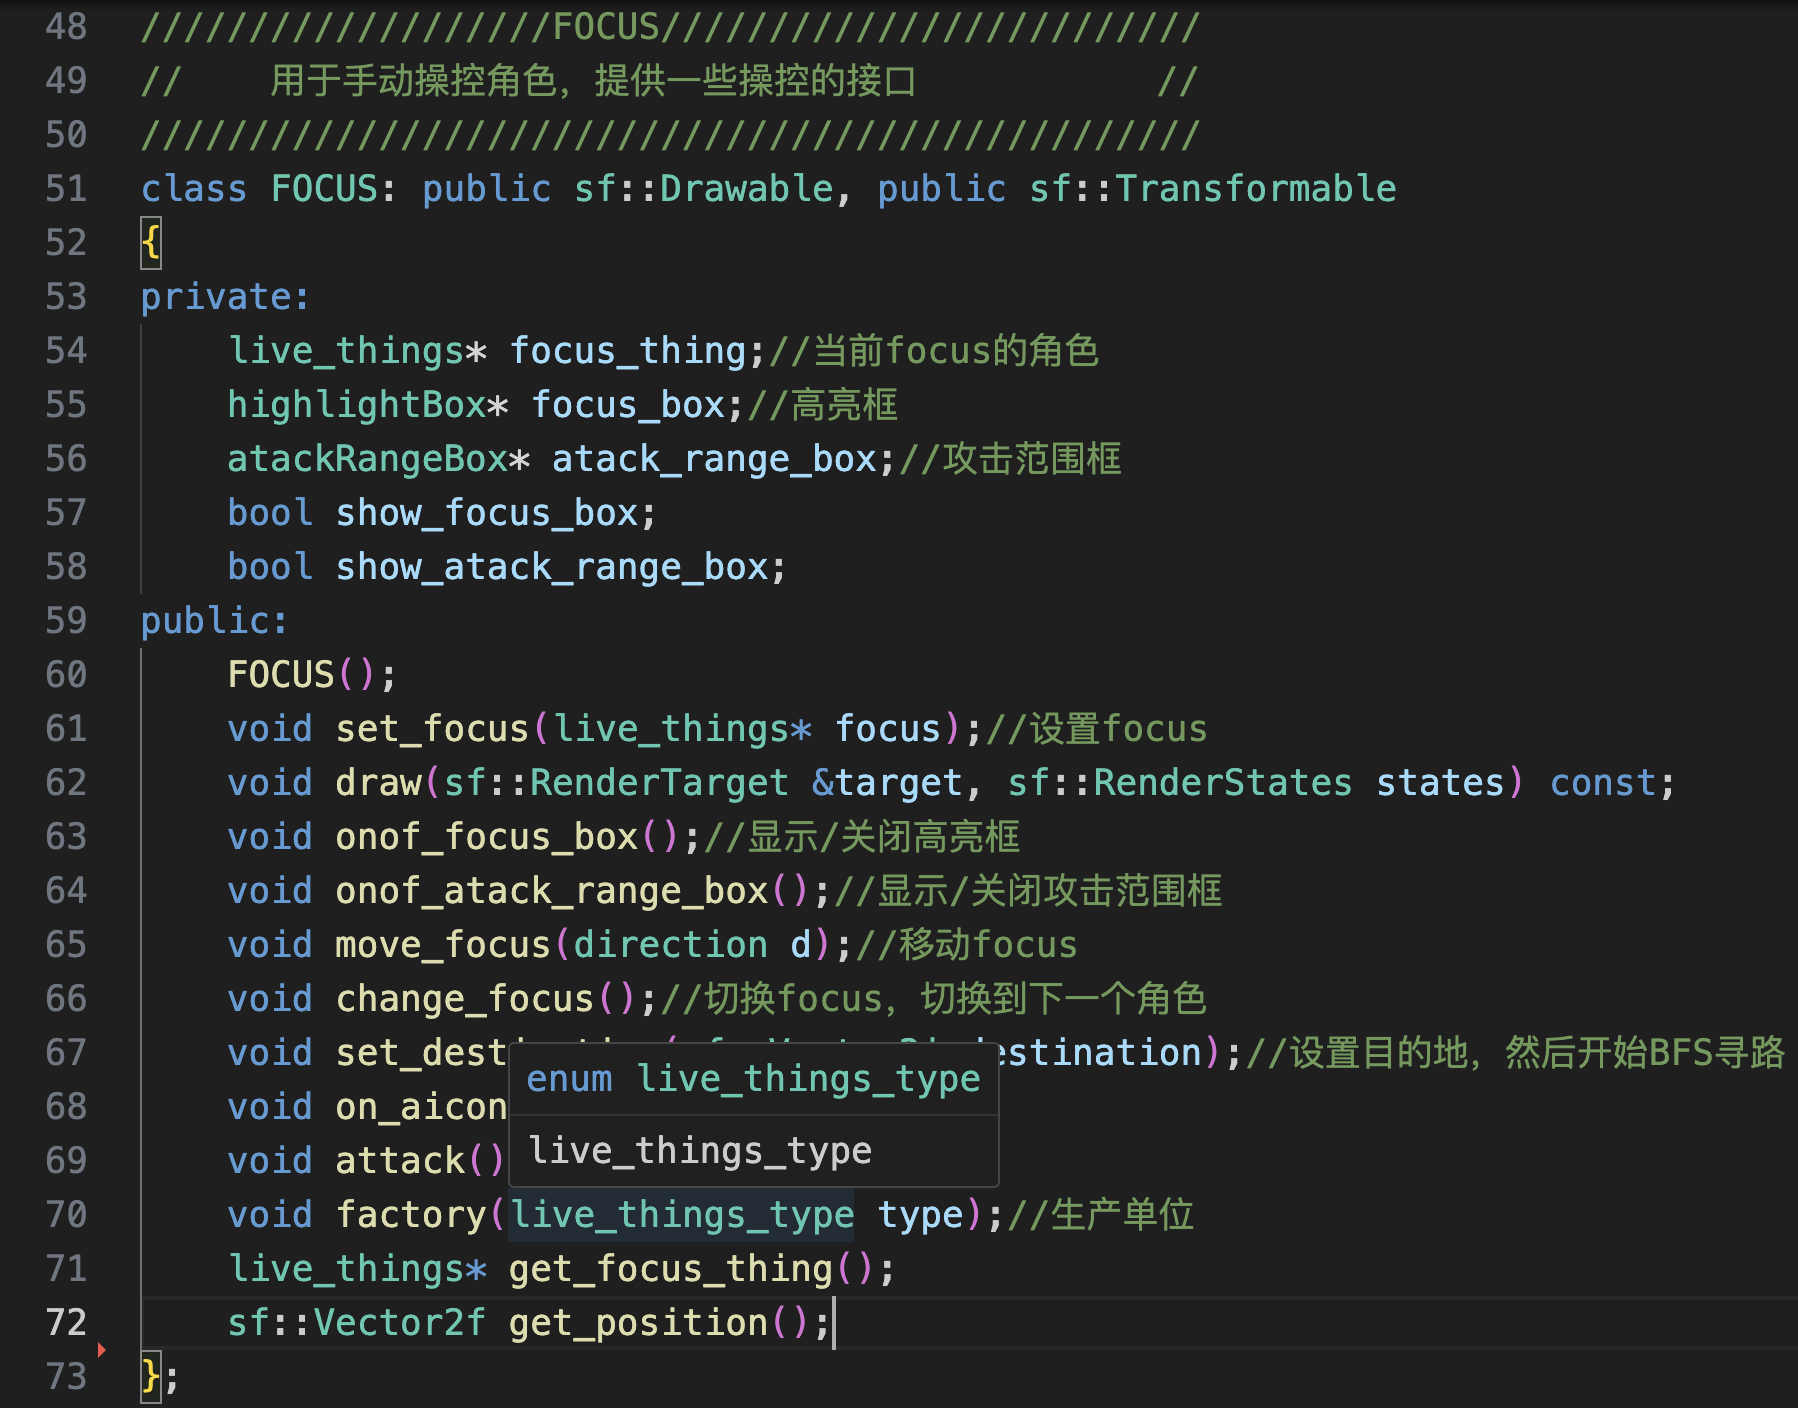 48 ///////////////////FOCUS/////////////////////////
49 //    用于手动操控角色，提供一些操控的接口           //
50 /////////////////////////////////////////////////
51 class FOCUS: public sf::Drawable, public sf::Transformable
52 {
53 private:
54     live_things* focus_thing;//当前focus的角色
55     highlightBox* focus_box;//高亮框
56     atackRangeBox* atack_range_box;//攻击范围框
57     bool show_focus_box;
58     bool show_atack_range_box;
59 public:
60     FOCUS();
61     void set_focus(live_things* focus);//设置focus
62     void draw(sf::RenderTarget &target, sf::RenderStates states) const;
63     void onof_focus_box();//显示/关闭高亮框
64     void onof_atack_range_box();//显示/关闭攻击范围框
65     void move_focus(direction d);//移动focus
66     void change_focus();//切换focus，切换到下一个角色
67     void set_dest estination);//设置目的地，然后开始BFS寻路
enum live_things_type
68     void on_aicon
live_things_type
69     void attack()
70     void factory(live_things_type type);//生产单位
71     live_things* get_focus_thing();
72     sf::Vector2f get_position();
73 };